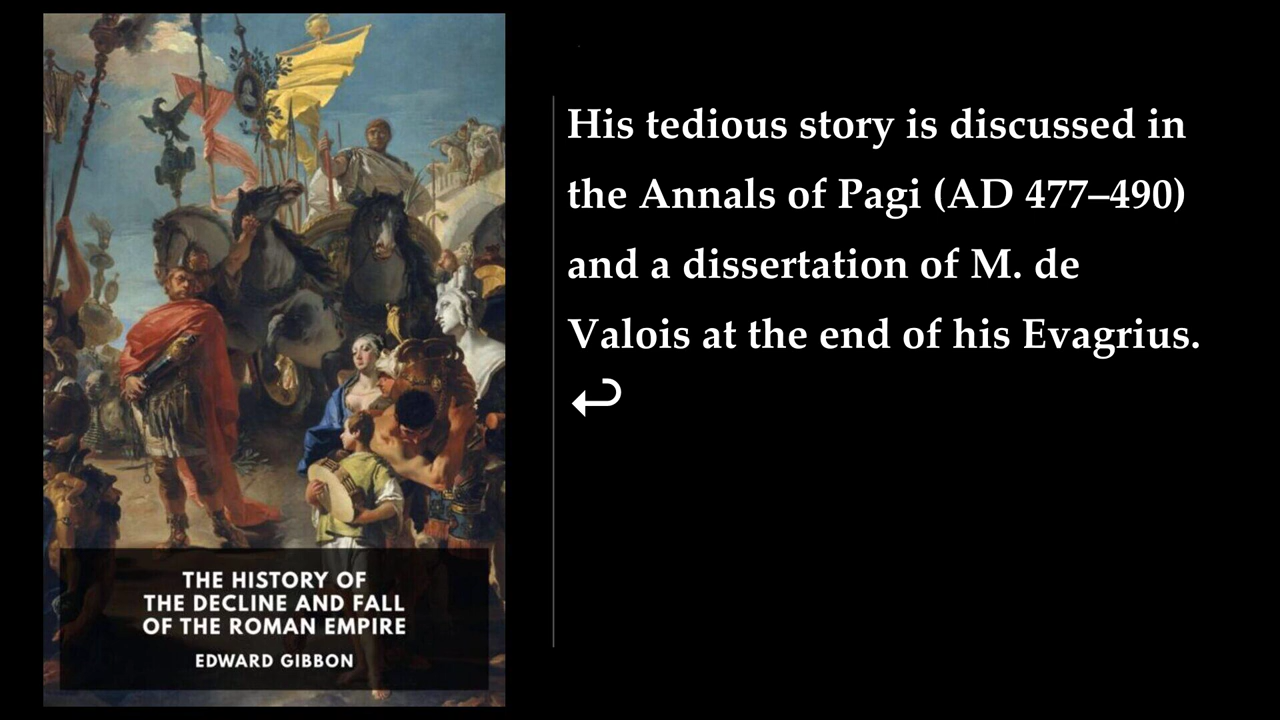 His tedious story is discussed in
the Annals of Pagi (AD 477–490)
and a dissertation of M. de
Valois at the end of his Evagrius.
↩
THE HISTORY OF
THE DECLINE AND FALL
OF THE ROMAN EMPIRE
EDWARD GIBBON